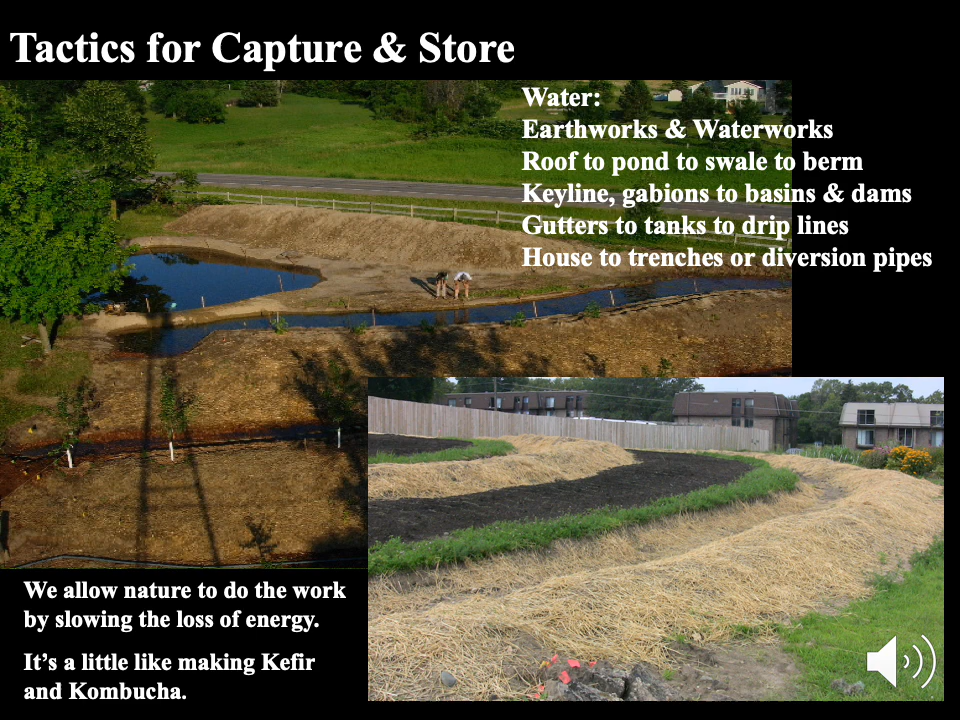 Tactics for Capture & Store
Water:
Earthworks & Waterworks
Roof to pond to swale to berm
Keyline, gabions to basins & dams
Gutters to tanks to drip lines
House to trenches or diversion pipes
We allow nature to do the work
by slowing the loss of energy.
It’s a little like making Kefir
and Kombucha.